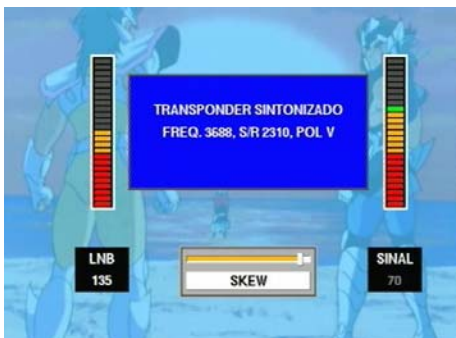 TRANSPONDER SINTONIZADO
FREQ. 3688, S/R 2310, POL V
LNB
135
SKEW
SINAL
70